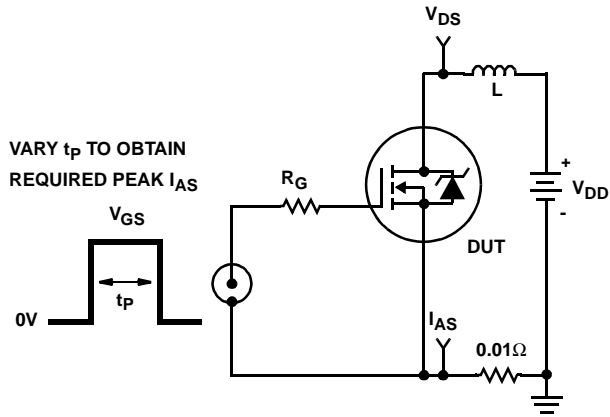 V_DS
L
VARY t_P TO OBTAIN
REQUIRED PEAK I_AS
R_G
+
V_DD
-
V_GS
DUT
t_P
0V
I_AS
0.01Ω